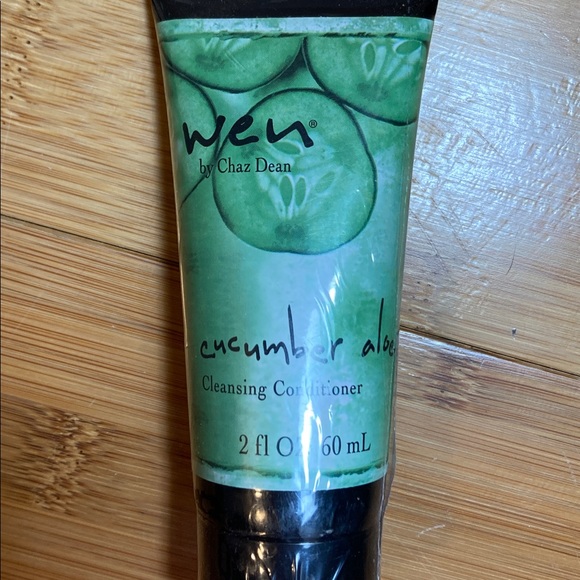 wen®
by Chaz Dean
cucumber aloe
Cleansing Conditioner
2 fl Oz 60 mL